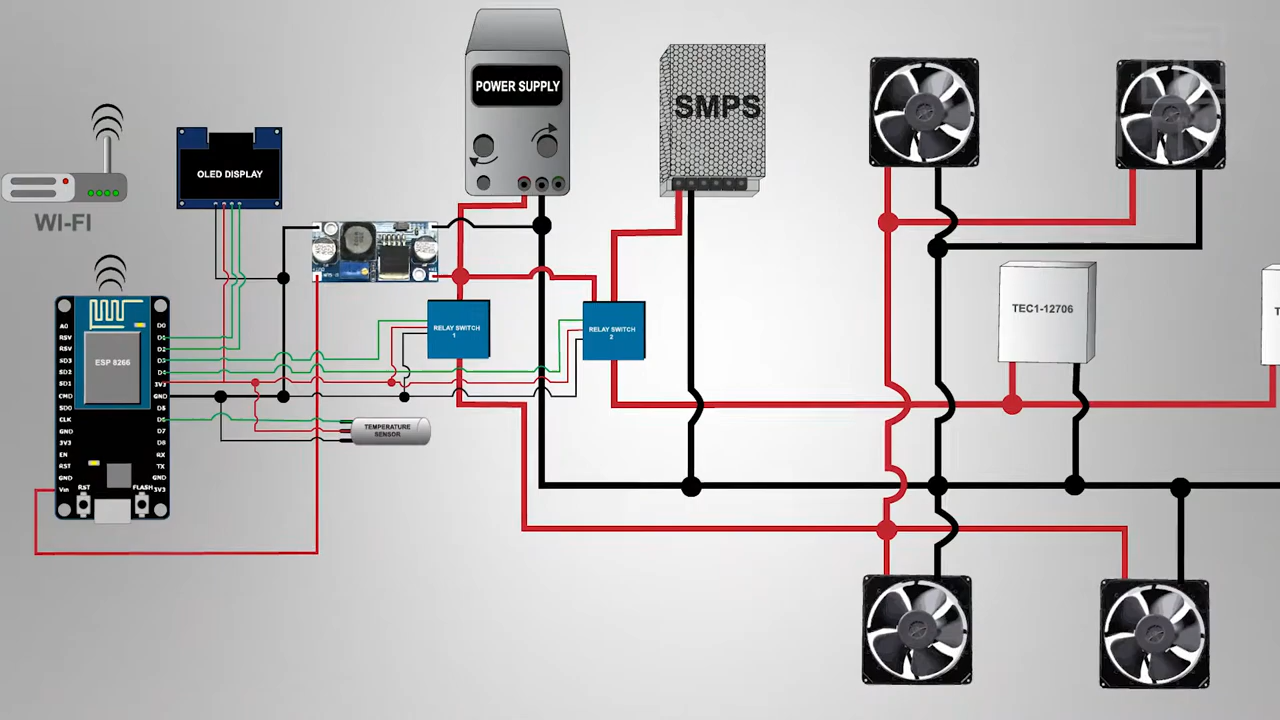 POWER SUPPLY
SMPS
OLED DISPLAY
WI-FI
TEC1-12706
T
RELAY SWITCH
1
RELAY SWITCH
2
ESP 8266
A0
RSV
RSV
SD3
SD2
SD1
CMD
SD0
CLK
GND
3V3
EN
RST
GND
Vin
D0
D1
D2
D3
D4
3V3
GND
D5
D6
D7
D8
RX
TX
GND
3V3
RST
FLASH
TEMPERATURE
SENSOR